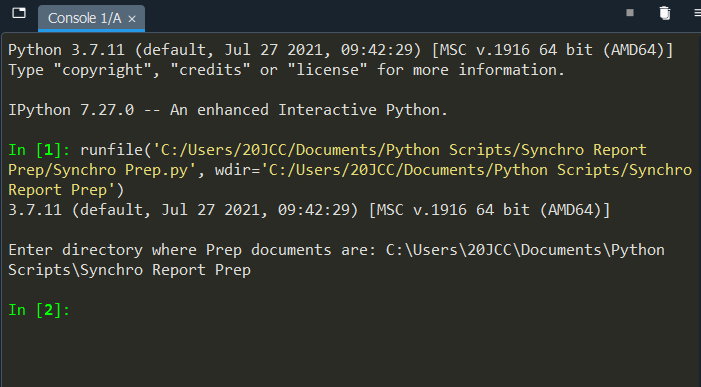 Console 1/A ×
Python 3.7.11 (default, Jul 27 2021, 09:42:29) [MSC v.1916 64 bit (AMD64)]
Type "copyright", "credits" or "license" for more information.
IPython 7.27.0 -- An enhanced Interactive Python.
In [1]: runfile('C:/Users/20JCC/Documents/Python Scripts/Synchro Report
Prep/Synchro Prep.py', wdir='C:/Users/20JCC/Documents/Python Scripts/Synchro
Report Prep')
3.7.11 (default, Jul 27 2021, 09:42:29) [MSC v.1916 64 bit (AMD64)]
Enter directory where Prep documents are: C:\Users\20JCC\Documents\Python
Scripts\Synchro Report Prep
In [2]: